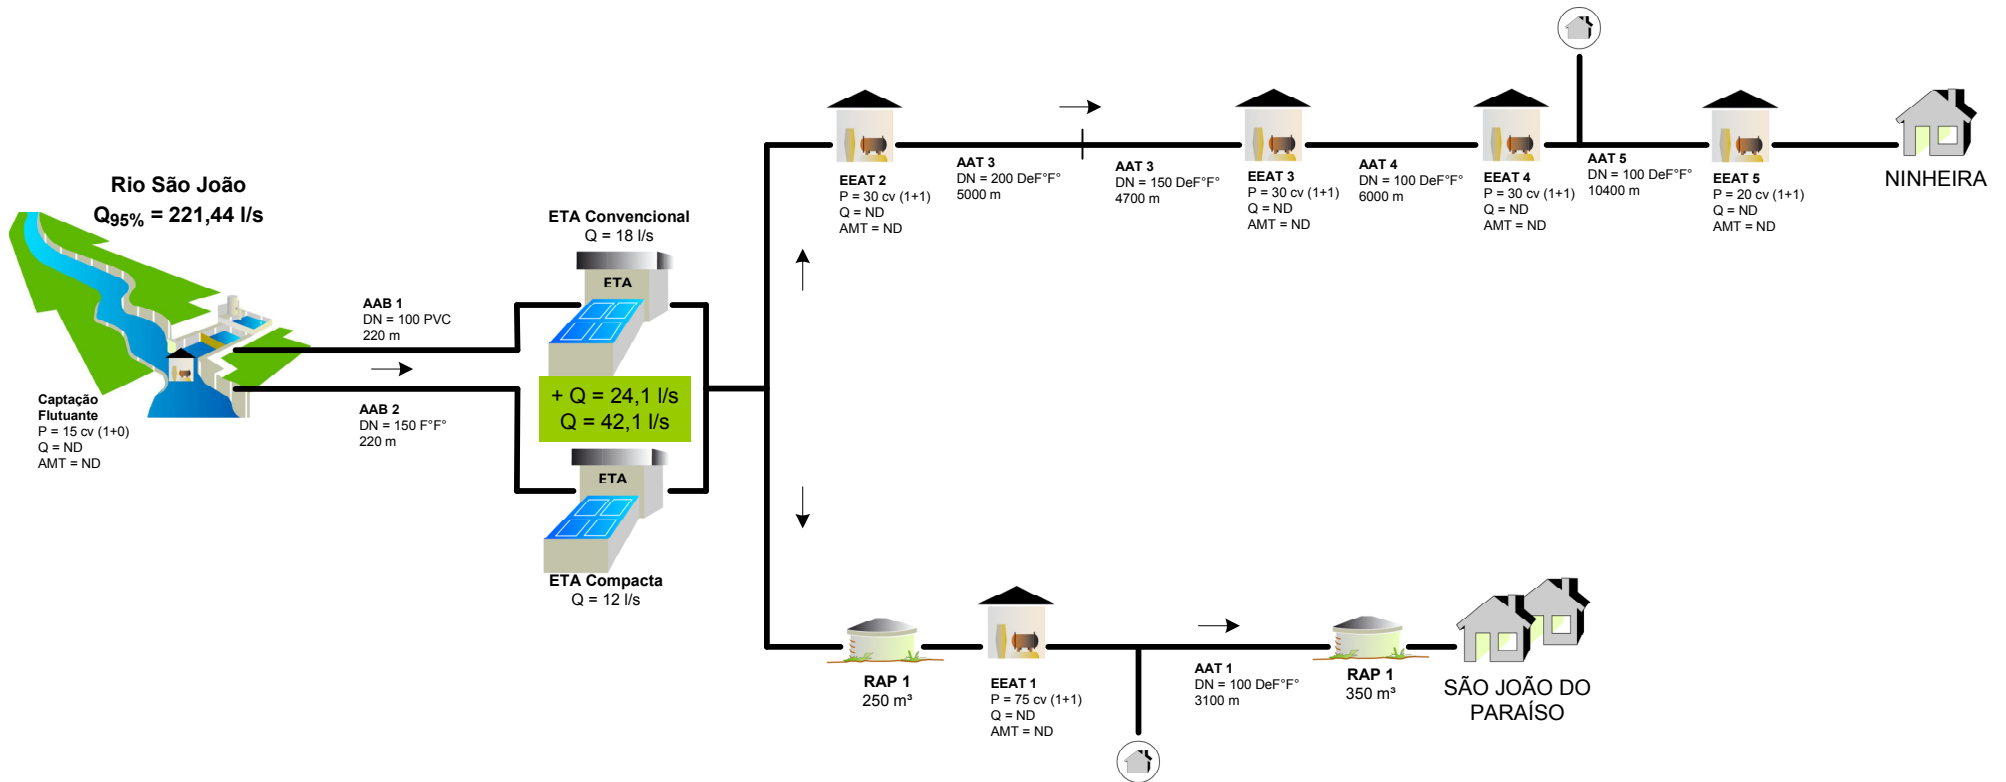 Rio São João
Q95% = 221,44 l/s
Captação
Flutuante
P = 15 cv (1+0)
Q = ND
AMT = ND
AAB 1
DN = 100 PVC
220 m
AAB 2
DN = 150 F°F°
220 m
ETA Convencional
Q = 18 l/s
ETA
+ Q = 24,1 l/s
Q = 42,1 l/s
ETA
ETA Compacta
Q = 12 l/s
EEAT 2
P = 30 cv (1+1)
Q = ND
AMT = ND
AAT 3
DN = 200 DeF°F°
5000 m
AAT 3
DN = 150 DeF°F°
4700 m
EEAT 3
P = 30 cv (1+1)
Q = ND
AMT = ND
AAT 4
DN = 100 DeF°F°
6000 m
EEAT 4
P = 30 cv (1+1)
Q = ND
AMT = ND
AAT 5
DN = 100 DeF°F°
10400 m
EEAT 5
P = 20 cv (1+1)
Q = ND
AMT = ND
NINHEIRA
RAP 1
250 m³
EEAT 1
P = 75 cv (1+1)
Q = ND
AMT = ND
AAT 1
DN = 100 DeF°F°
3100 m
RAP 1
350 m³
SÃO JOÃO DO
PARAÍSO